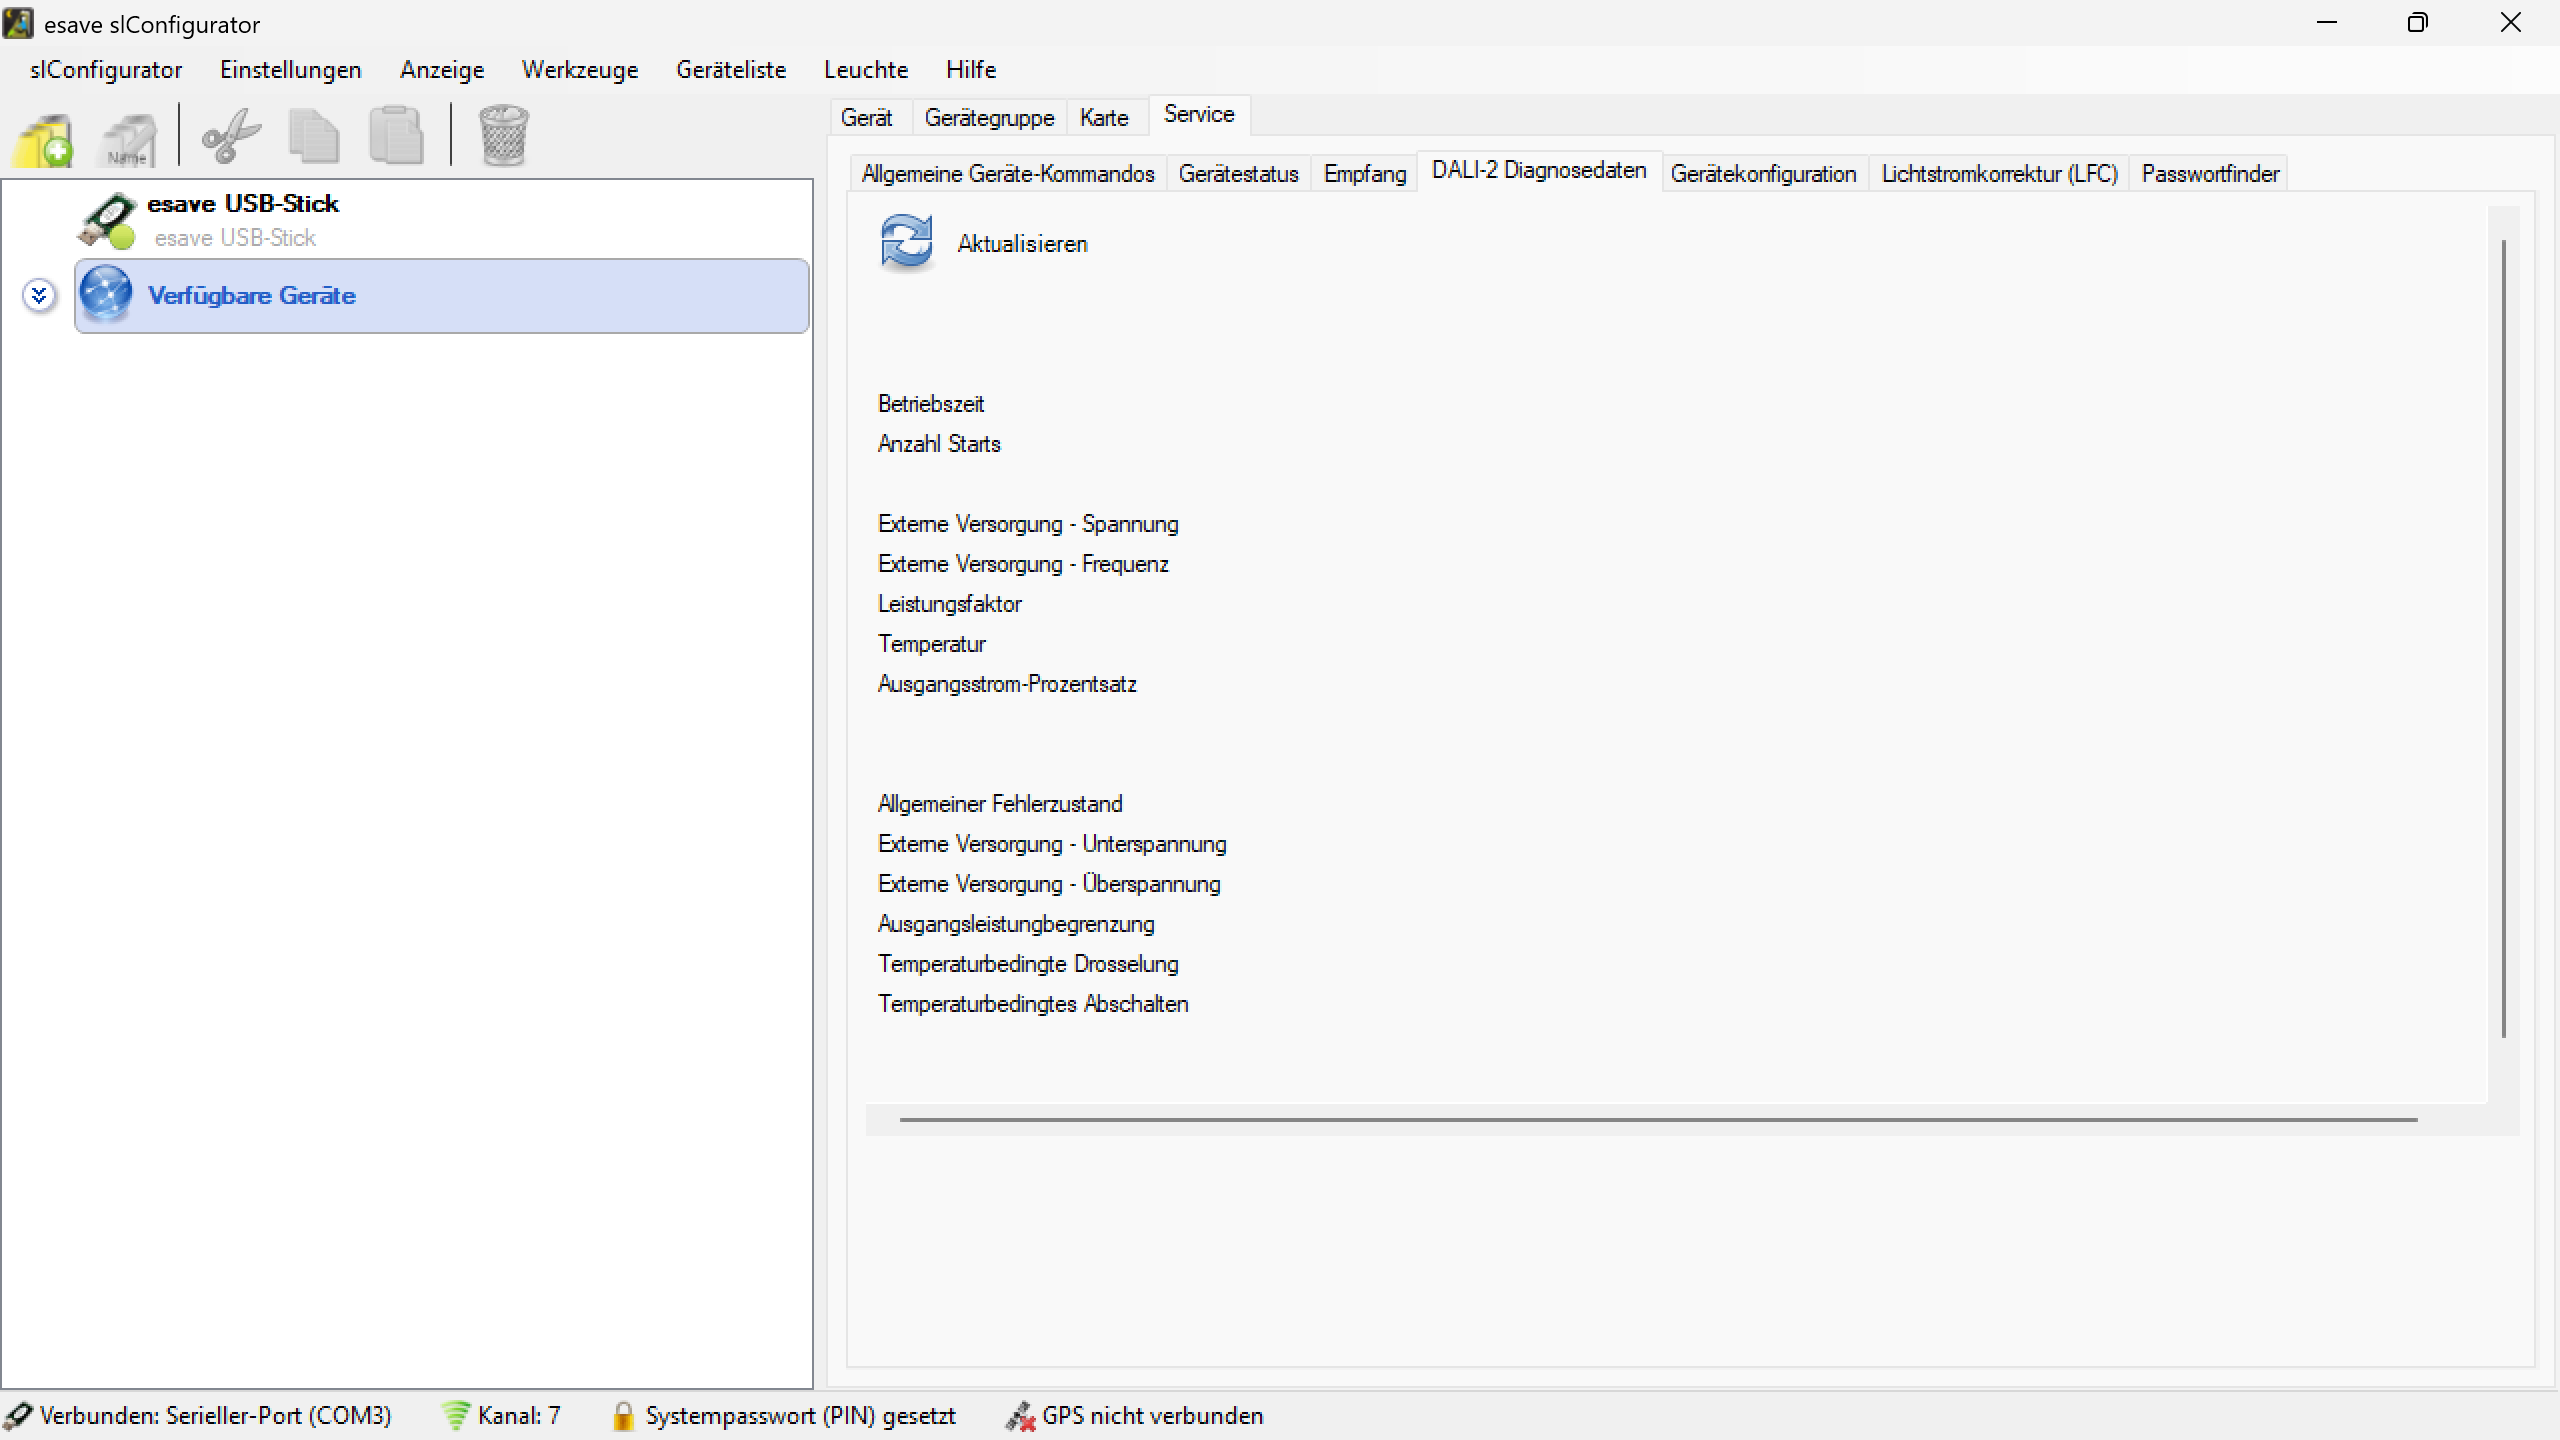 esave slConfigurator
slConfigurator Einstellungen Anzeige Werkzeuge Geräteliste Leuchte Hilfe
Name
Gerät Gerätegruppe Karte Service
Allgemeine Geräte-Kommandos Gerätestatus Empfang DALI-2 Diagnosedaten Gerätekonfiguration Lichtstromkorrektur (LFC) Passwortfinder
esave USB-Stick
esave USB-Stick
Verfügbare Geräte
Aktualisieren
Betriebszeit
Anzahl Starts
Externe Versorgung - Spannung
Externe Versorgung - Frequenz
Leistungsfaktor
Temperatur
Ausgangsstrom-Prozentsatz
Allgemeiner Fehlerzustand
Externe Versorgung - Unterspannung
Externe Versorgung - Überspannung
Ausgangsleistungbegrenzung
Temperaturbedingte Drosselung
Temperaturbedingtes Abschalten
Verbunden: Serieller-Port (COM3) Kanal: 7 Systempasswort (PIN) gesetzt GPS nicht verbunden